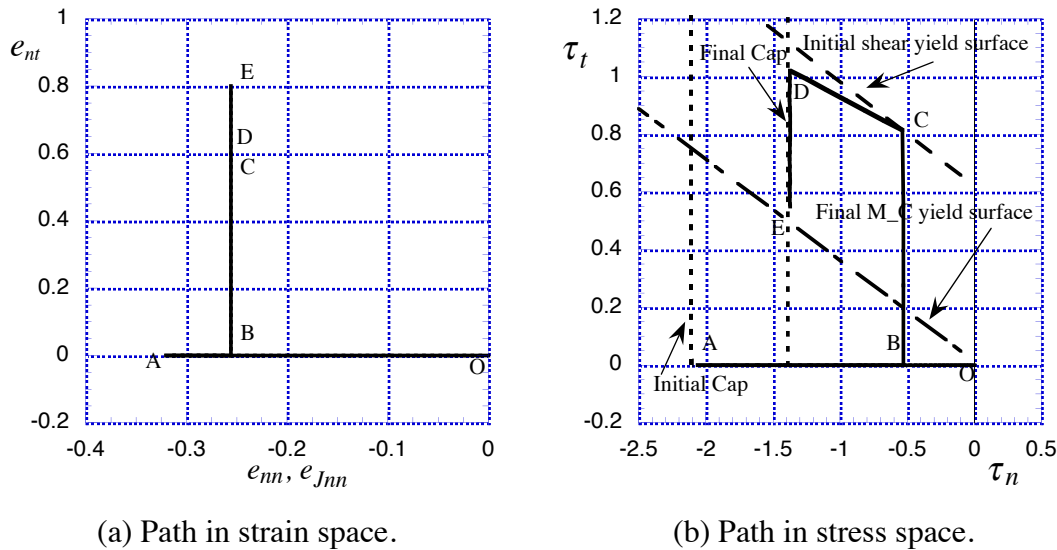 1
e_nt
0.8
0.6
0.4
0.2
0
-0.2
E
D
C
B
A
O
-0.4 -0.3 -0.2 -0.1 0
e_nn, e_Jnn
(a) Path in strain space.
1.2
τ_t
1
0.8
0.6
0.4
0.2
0
-0.2
Final Cap
Initial shear yield surface
D
C
Final M_C yield surface
E
A
B
O
Initial Cap
-2.5 -2 -1.5 -1 -0.5 0 0.5
τ_n
(b) Path in stress space.